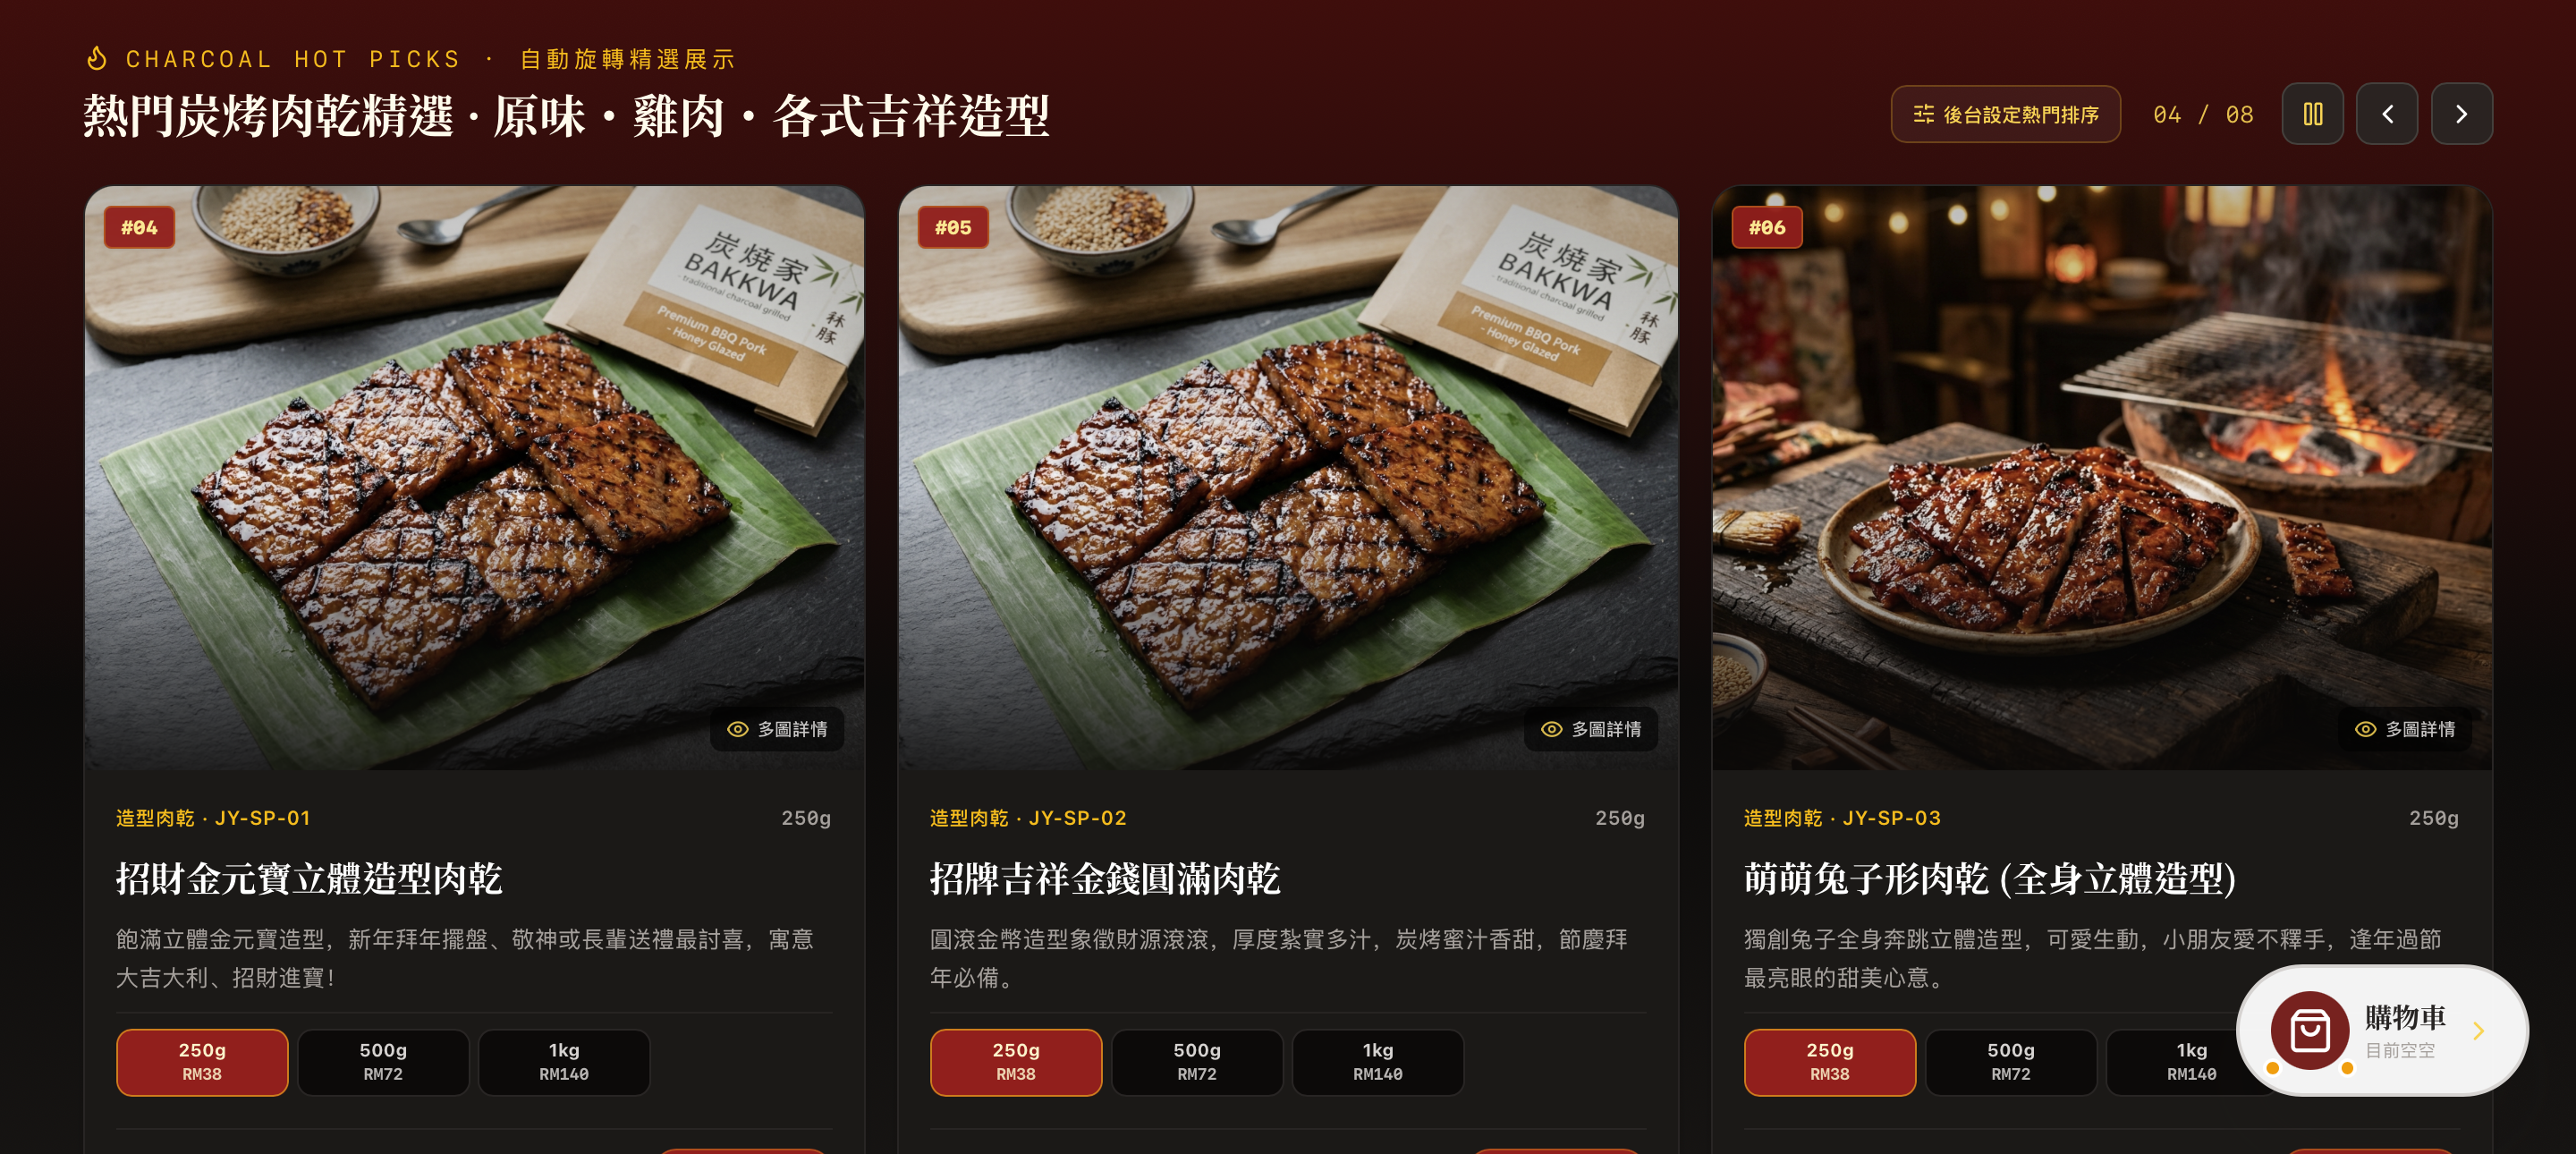 CHARCOAL HOT PICKS · 自動旋轉精選展示
熱門炭烤肉乾精選 · 原味 · 雞肉 · 各式吉祥造型
後台設定熱門排序
04 / 08
#04
炭燒家
BAKKWA
- traditional charcoal grilled
Premium BBQ Pork
- Honey Glazed
豚
多圖詳情
造型肉乾 · JY-SP-01
250g
招財金元寶立體造型肉乾
飽滿立體金元寶造型，新年拜年擺盤、敬神或長輩送禮最討喜，寓意
大吉大利、招財進寶！
250g
RM38
500g
RM72
1kg
RM140
#05
炭燒家
BAKKWA
- traditional charcoal grilled
Premium BBQ Pork
- Honey Glazed
豚
多圖詳情
造型肉乾 · JY-SP-02
250g
招牌吉祥金錢圓滿肉乾
圓滾金幣造型象徵財源滾滾，厚度紮實多汁，炭烤蜜汁香甜，節慶拜
年必備。
250g
RM38
500g
RM72
1kg
RM140
#06
多圖詳情
造型肉乾 · JY-SP-03
250g
萌萌兔子形肉乾 (全身立體造型)
獨創兔子全身奔跳立體造型，可愛生動，小朋友愛不釋手，逢年過節
最亮眼的甜美心意。
250g
RM38
500g
RM72
1kg
RM140
購物車
目前空空